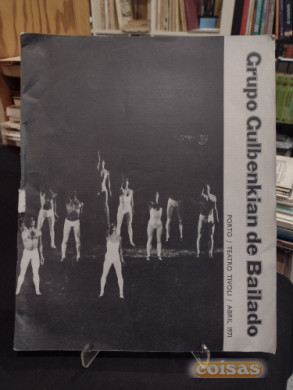 Grupo Gulbenkian de Bailado
PORTO / TEATRO TIVOLI / ABRIL 1971
coisas